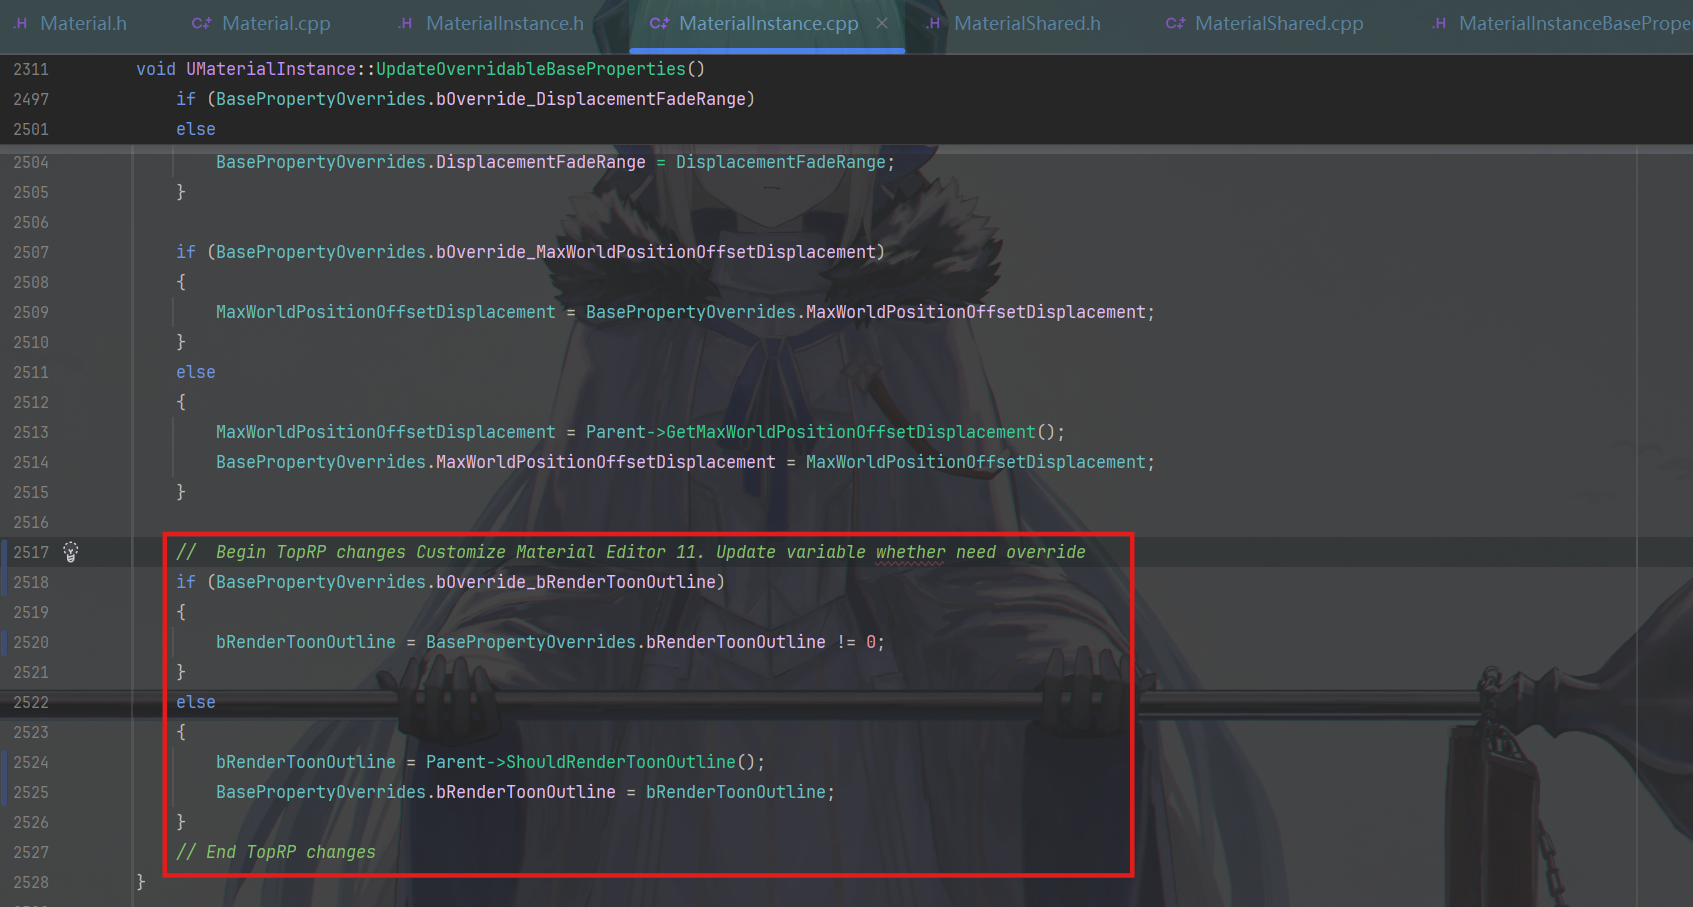 .H Material.h C++ Material.cpp .H MaterialInstance.h C++ MaterialInstance.cpp × .H MaterialShared.h C++ MaterialShared.cpp .H MaterialInstanceBasePrope
2311 void UMaterialInstance::UpdateOverridableBaseProperties()
2497 if (BasePropertyOverrides.bOverride_DisplacementFadeRange)
2501 else
2504 BasePropertyOverrides.DisplacementFadeRange = DisplacementFadeRange;
2505 }
2506
2507 if (BasePropertyOverrides.bOverride_MaxWorldPositionOffsetDisplacement)
2508 {
2509 MaxWorldPositionOffsetDisplacement = BasePropertyOverrides.MaxWorldPositionOffsetDisplacement;
2510 }
2511 else
2512 {
2513 MaxWorldPositionOffsetDisplacement = Parent->GetMaxWorldPositionOffsetDisplacement();
2514 BasePropertyOverrides.MaxWorldPositionOffsetDisplacement = MaxWorldPositionOffsetDisplacement;
2515 }
2516
2517 // Begin TopRP changes Customize Material Editor 11. Update variable whether need override
2518 if (BasePropertyOverrides.bOverride_bRenderToonOutline)
2519 {
2520 bRenderToonOutline = BasePropertyOverrides.bRenderToonOutline != 0;
2521 }
2522 else
2523 {
2524 bRenderToonOutline = Parent->ShouldRenderToonOutline();
2525 BasePropertyOverrides.bRenderToonOutline = bRenderToonOutline;
2526 }
2527 // End TopRP changes
2528 }